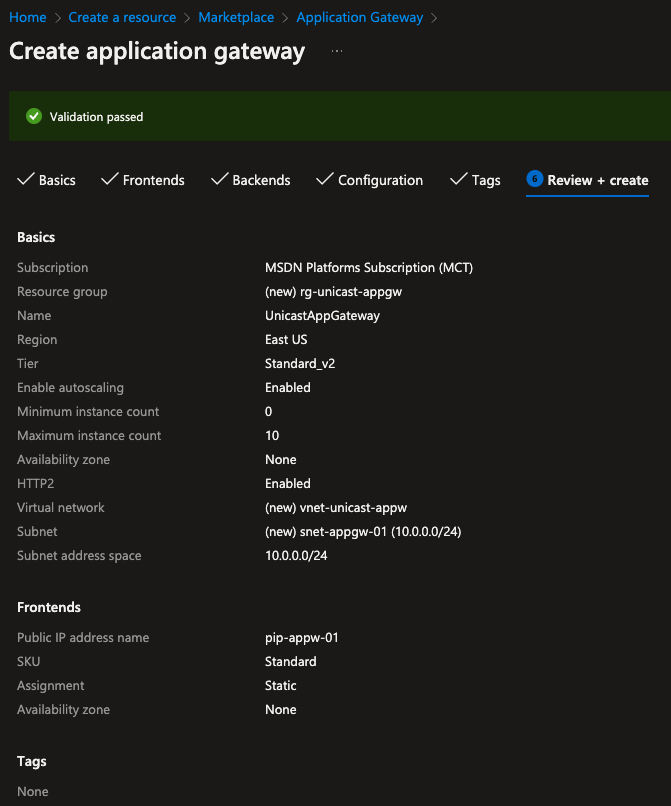 Home > Create a resource > Marketplace > Application Gateway >
Create application gateway ...
Validation passed
Basics Frontends Backends Configuration Tags 6 Review + create
Basics
Subscription MSDN Platforms Subscription (MCT)
Resource group (new) rg-unicast-appgw
Name UnicastAppGateway
Region East US
Tier Standard_v2
Enable autoscaling Enabled
Minimum instance count 0
Maximum instance count 10
Availability zone None
HTTP2 Enabled
Virtual network (new) vnet-unicast-appw
Subnet (new) snet-appgw-01 (10.0.0.0/24)
Subnet address space 10.0.0.0/24
Frontends
Public IP address name pip-appw-01
SKU Standard
Assignment Static
Availability zone None
Tags
None